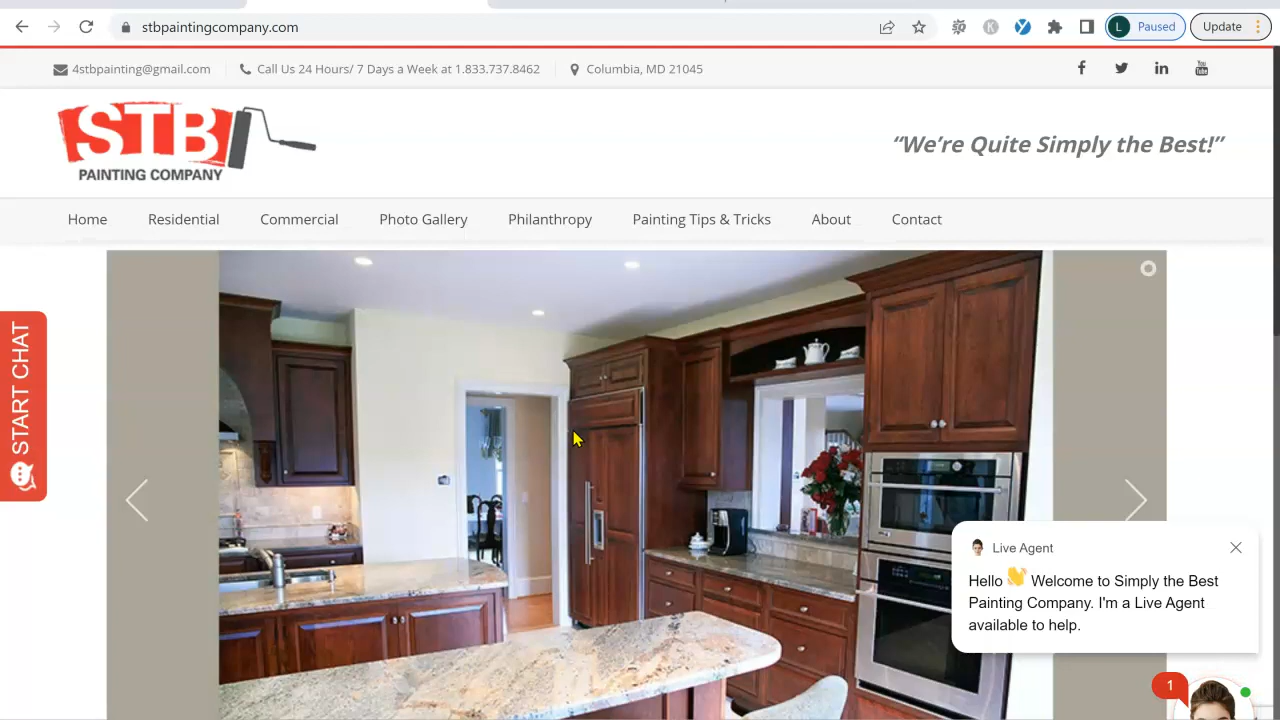 stbpaintingcompany.com
L Paused
Update
4stbpainting@gmail.com
Call Us 24 Hours/ 7 Days a Week at 1.833.737.8462
Columbia, MD 21045
STB
PAINTING COMPANY
“We’re Quite Simply the Best!”
Home
Residential
Commercial
Photo Gallery
Philanthropy
Painting Tips & Tricks
About
Contact
START CHAT
Live Agent
Hello 👋 Welcome to Simply the Best
Painting Company. I'm a Live Agent
available to help.
1